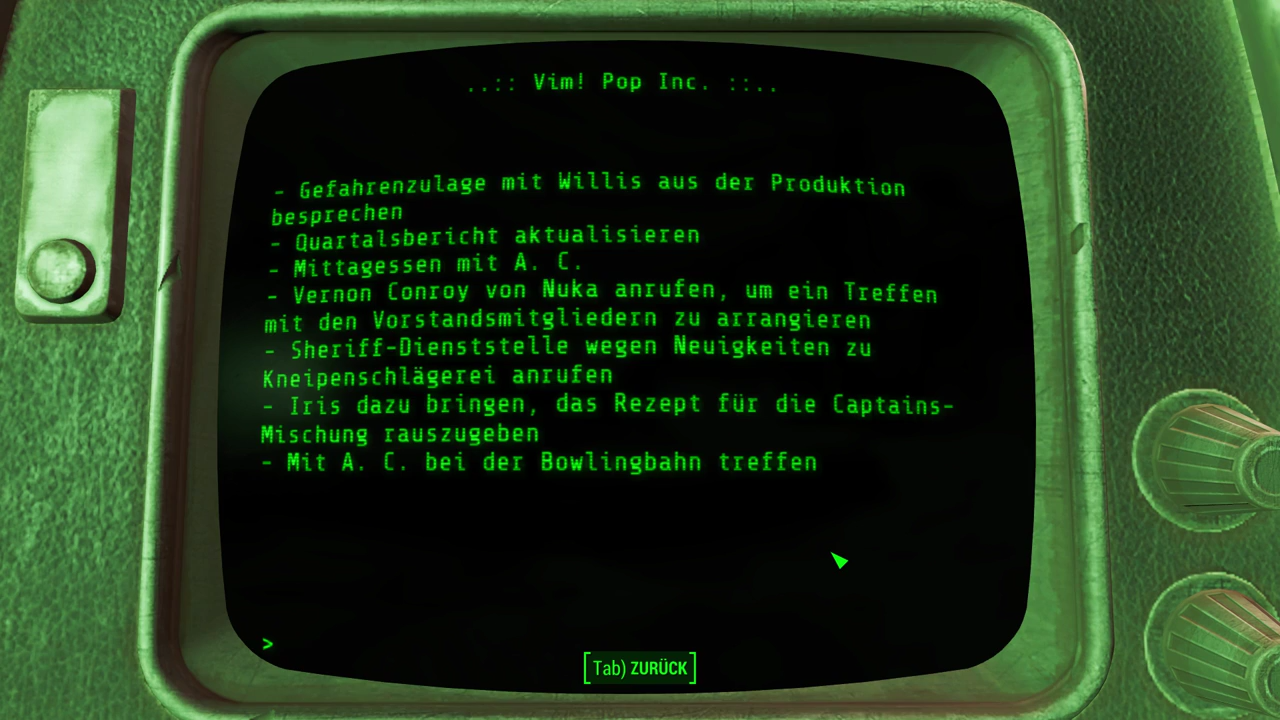 ..:: Vim! Pop Inc. ::..
- Gefahrenzulage mit Willis aus der Produktion
besprechen
- Quartalsbericht aktualisieren
- Mittagessen mit A. C.
- Vernon Conroy von Nuka anrufen, um ein Treffen
mit den Vorstandsmitgliedern zu arrangieren
- Sheriff-Dienststelle wegen Neuigkeiten zu
Kneipenschlägerei anrufen
- Iris dazu bringen, das Rezept für die Captains-
Mischung rauszugeben
- Mit A. C. bei der Bowlingbahn treffen
>
[Tab) ZURÜCK]